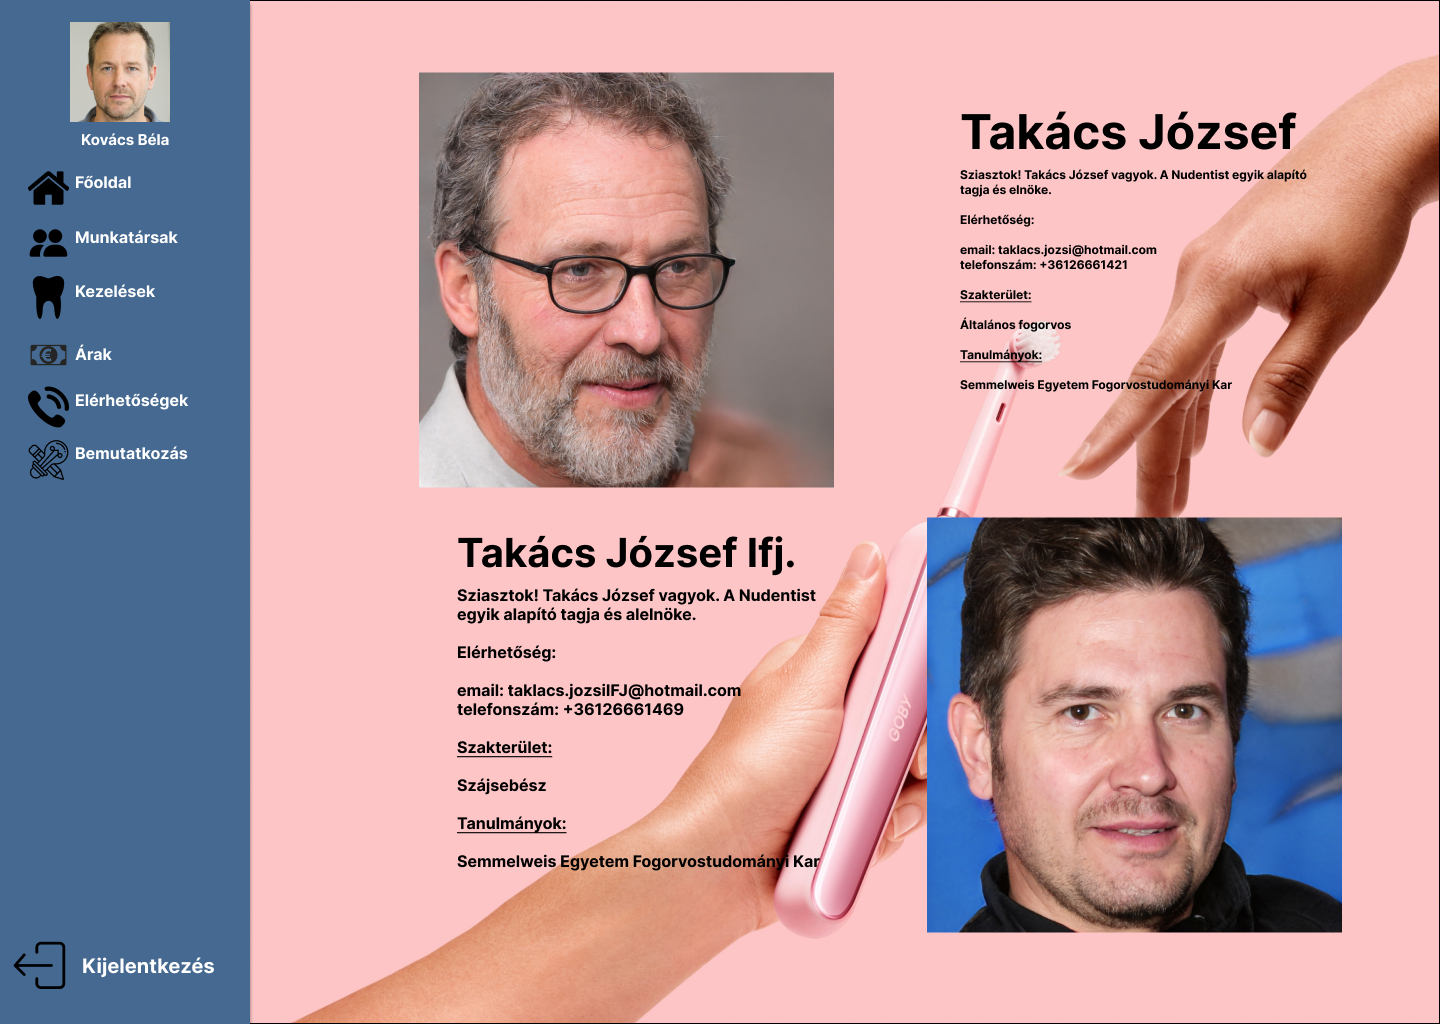 Kovács Béla
Főoldal
Munkatársak
Kezelések
Árak
Elérhetőségek
Bemutatkozás
Kijelentkezés
Takács József
Sziasztok! Takács József vagyok. A Nudentist egyik alapító
tagja és elnöke.
Elérhetőség:
email: taklacs.jozsi@hotmail.com
telefonszám: +36126661421
Szakterület:
Általános fogorvos
Tanulmányok:
Semmelweis Egyetem Fogorvostudományi Kar
Takács József Ifj.
Sziasztok! Takács József vagyok. A Nudentist
egyik alapító tagja és alelnöke.
Elérhetőség:
email: taklacs.jozsiIFJ@hotmail.com
telefonszám: +36126661469
Szakterület:
Szájsebész
Tanulmányok:
Semmelweis Egyetem Fogorvostudományi Kar
GOBY